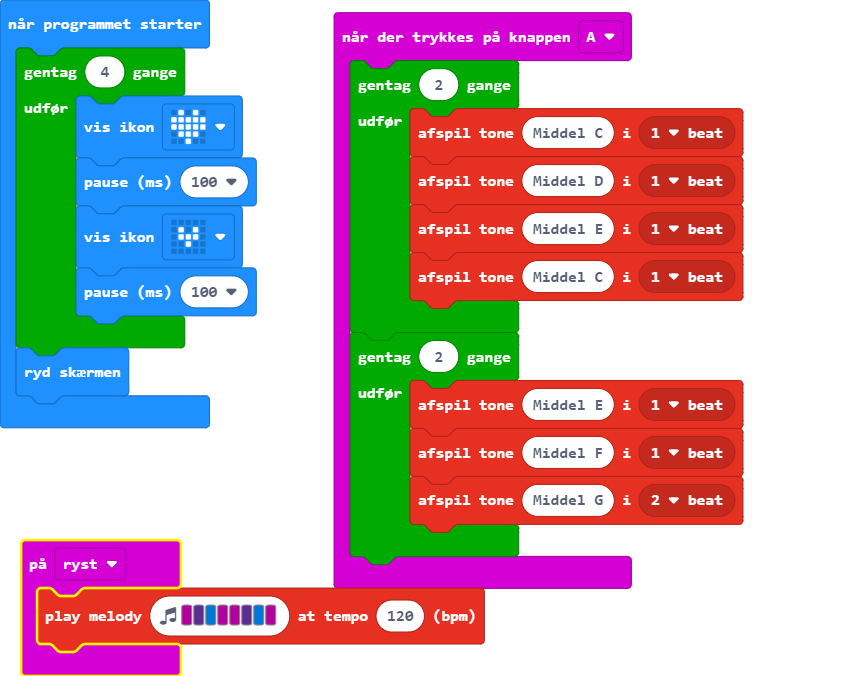 når programmet starter
gentag 4 gange
udfør
vis ikon
pause (ms) 100
vis ikon
pause (ms) 100
ryd skærmen
når der trykkes på knappen A
gentag 2 gange
udfør
afspil tone Middel C i 1 beat
afspil tone Middel D i 1 beat
afspil tone Middel E i 1 beat
afspil tone Middel C i 1 beat
gentag 2 gange
udfør
afspil tone Middel E i 1 beat
afspil tone Middel F i 1 beat
afspil tone Middel G i 2 beat
på ryst
play melody at tempo 120 (bpm)